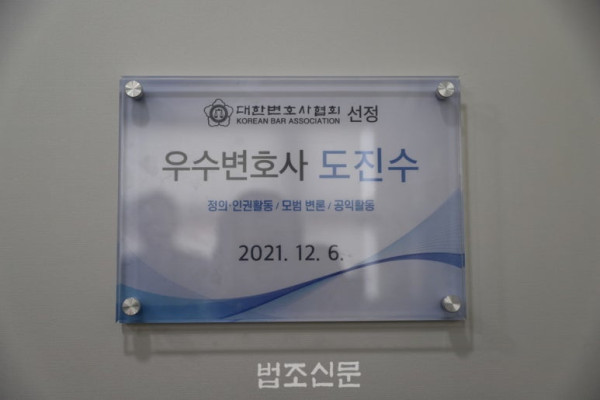 대한변호사협회 선정
KOREAN BAR ASSOCIATION
우수변호사 도진수
정의·인권활동 / 모범 변론 / 공익활동
2021. 12. 6.
법조신문